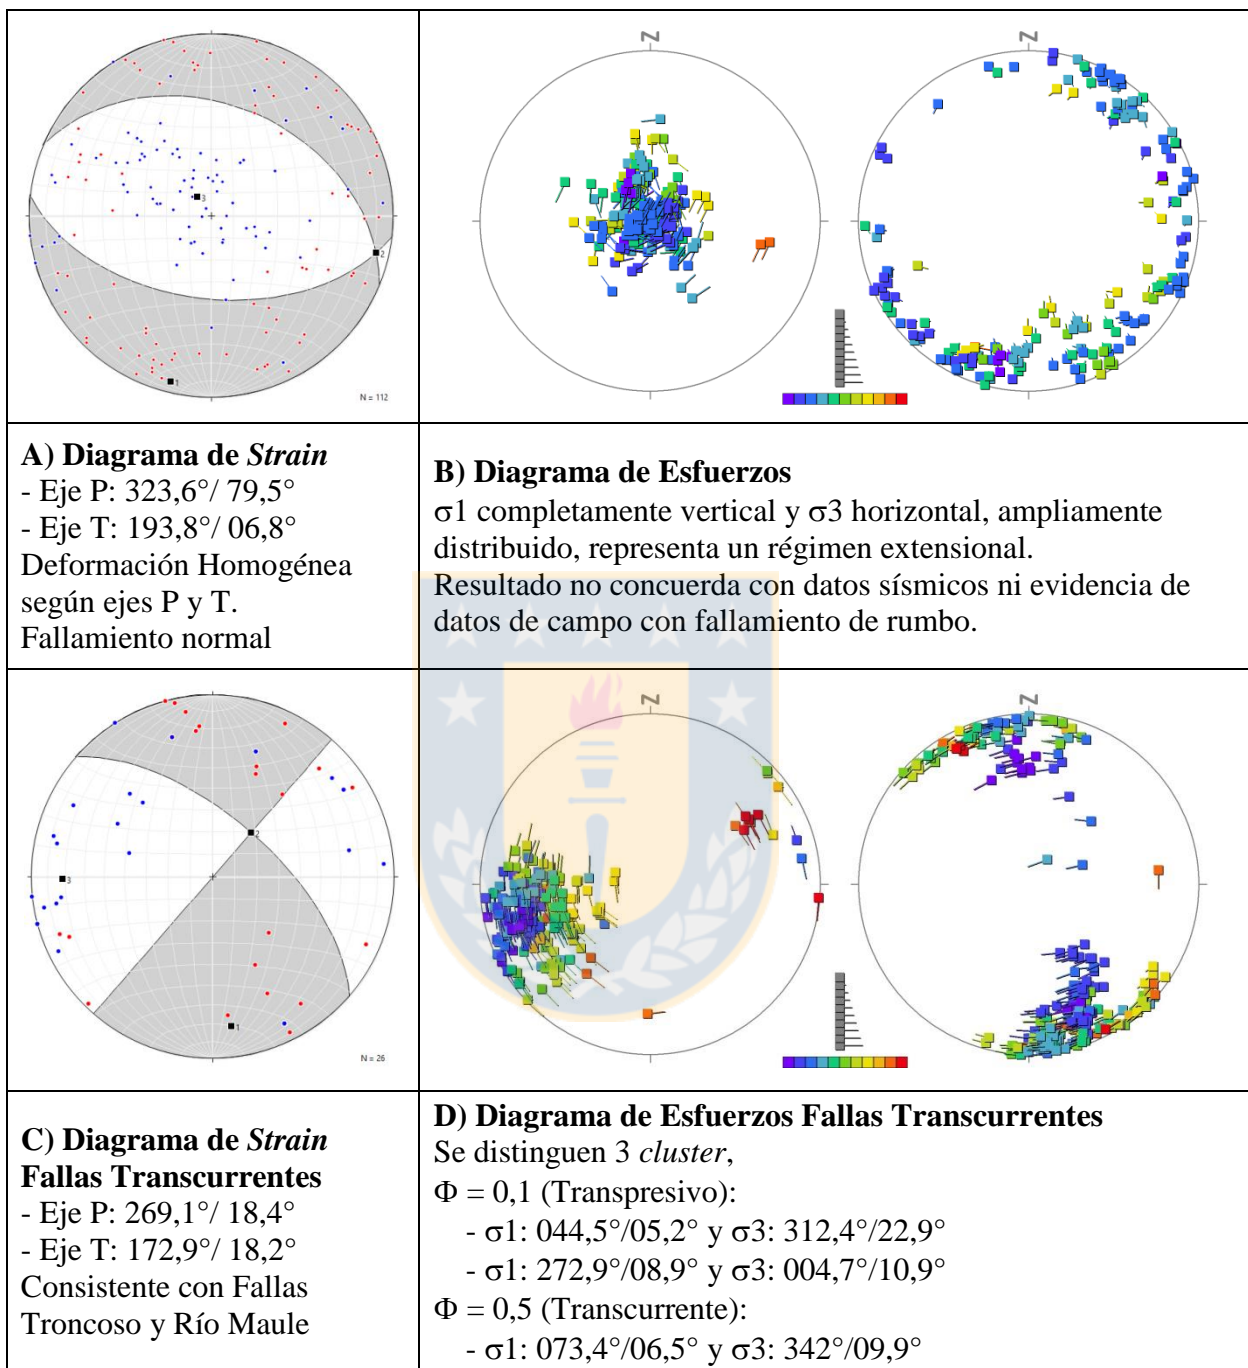 N
N
3
2
1
N = 112
A) Diagrama de Strain
- Eje P: 323,6°/ 79,5°
- Eje T: 193,8°/ 06,8°
Deformación Homogénea
según ejes P y T.
Fallamiento normal
B) Diagrama de Esfuerzos
σ1 completamente vertical y σ3 horizontal, ampliamente
distribuido, representa un régimen extensional.
Resultado no concuerda con datos sísmicos ni evidencia de
datos de campo con fallamiento de rumbo.
N
N
2
3
1
N = 26
C) Diagrama de Strain
Fallas Transcurrentes
- Eje P: 269,1°/ 18,4°
- Eje T: 172,9°/ 18,2°
Consistente con Fallas
Troncoso y Río Maule
D) Diagrama de Esfuerzos Fallas Transcurrentes
Se distinguen 3 cluster,
Φ = 0,1 (Transpresivo):
- σ1: 044,5°/05,2° y σ3: 312,4°/22,9°
- σ1: 272,9°/08,9° y σ3: 004,7°/10,9°
Φ = 0,5 (Transcurrente):
- σ1: 073,4°/06,5° y σ3: 342°/09,9°